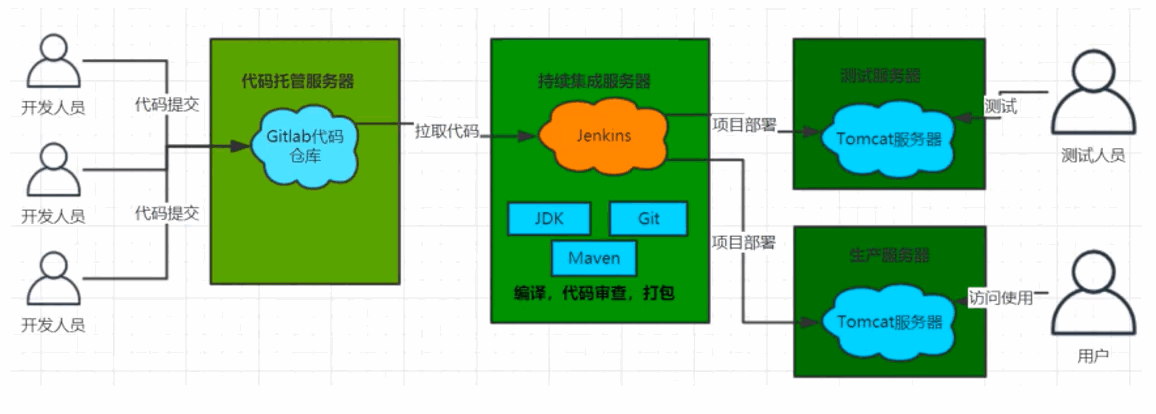 开发人员
代码提交
开发人员
代码提交
开发人员
代码托管服务器
Gitlab代码
仓库
拉取代码
持续集成服务器
Jenkins
JDK
Git
Maven
编译，代码审查，打包
项目部署
项目部署
测试服务器
Tomcat服务器
测试
测试人员
生产服务器
Tomcat服务器
访问使用
用户